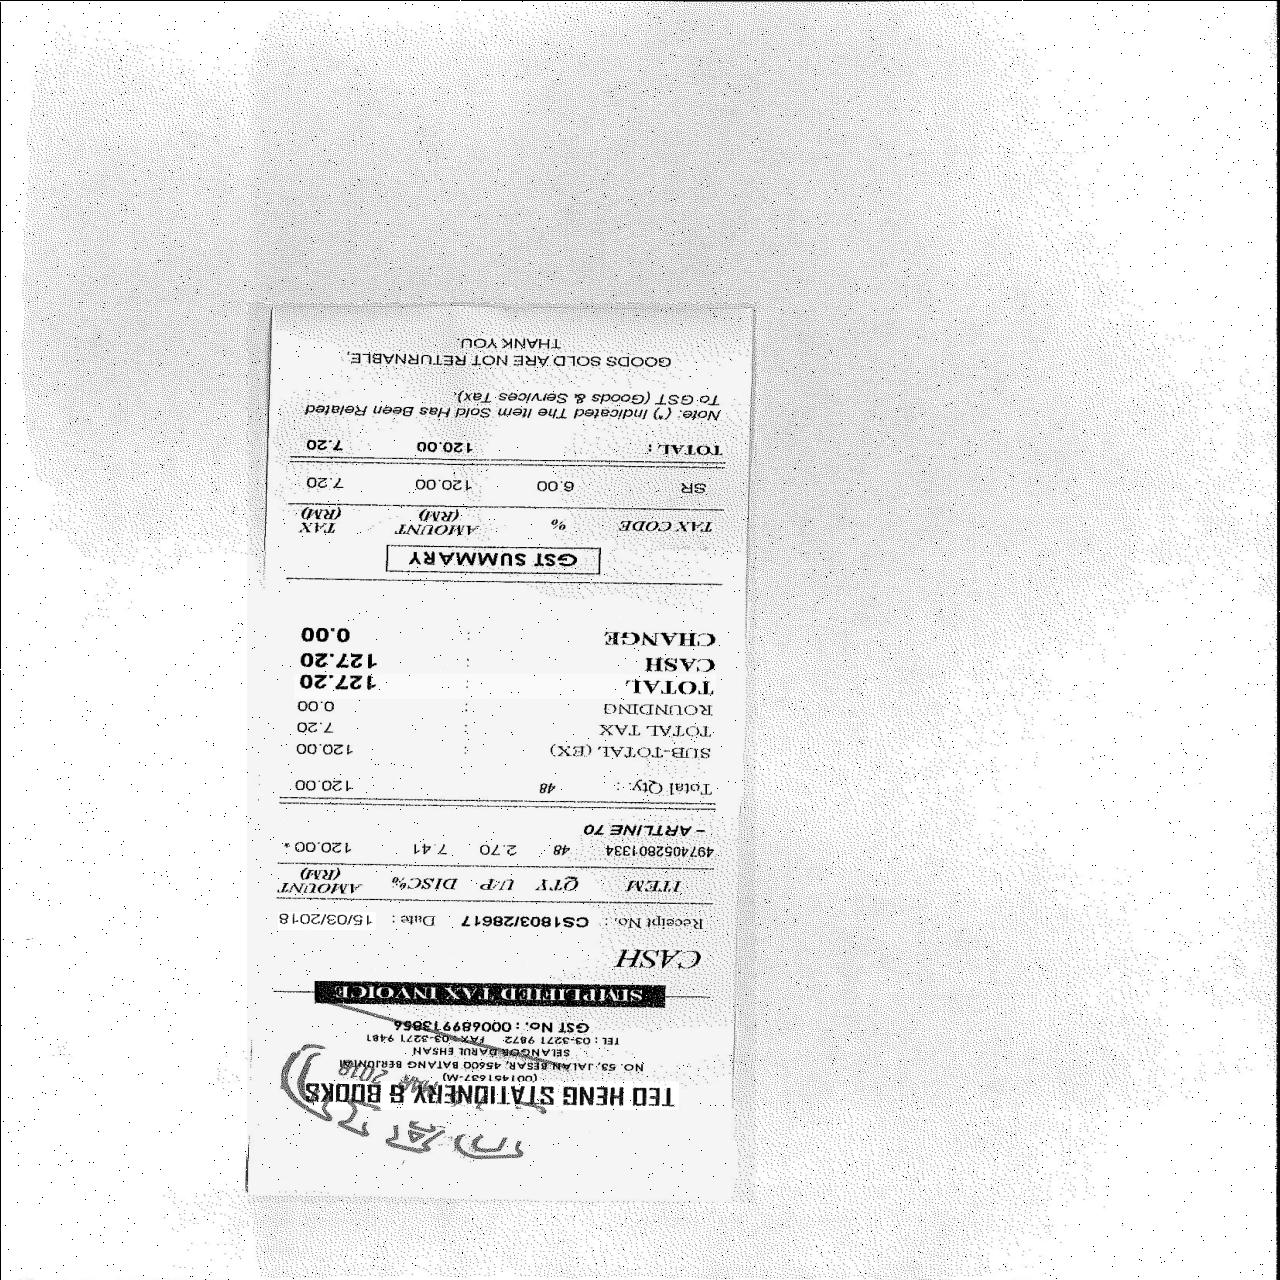 TEO HENG STATIONERY & BOOKS
(001451637-M)
NO. 53, JALAN BESAR, 45600 BATANG BERJUNTAI
SELANGOR DARUL EHSAN
TEL : 03-3271 9872 FAX : 03-3271 9481
GST No. : 000689913856
SIMPLIFIED TAX INVOICE
CASH
Receipt No. : CS1803/28617 Date : 15/03/2018
ITEM QTY U/P DISC% AMOUNT (RM)
4974052801334 48 2.70 7.41 120.00 *
- ARTLINE 70
Total Qty. : 48 120.00
SUB-TOTAL (EX) : 120.00
TOTAL TAX : 7.20
ROUNDING : 0.00
TOTAL : 127.20
CASH : 127.20
CHANGE : 0.00
GST SUMMARY
TAX CODE % AMOUNT (RM) TAX (RM)
SR 6.00 120.00 7.20
TOTAL : 120.00 7.20
Note: (*) Indicated The Item Sold Has Been Related
To GST (Goods & Services Tax).
GOODS SOLD ARE NOT RETURNABLE,
THANK YOU.